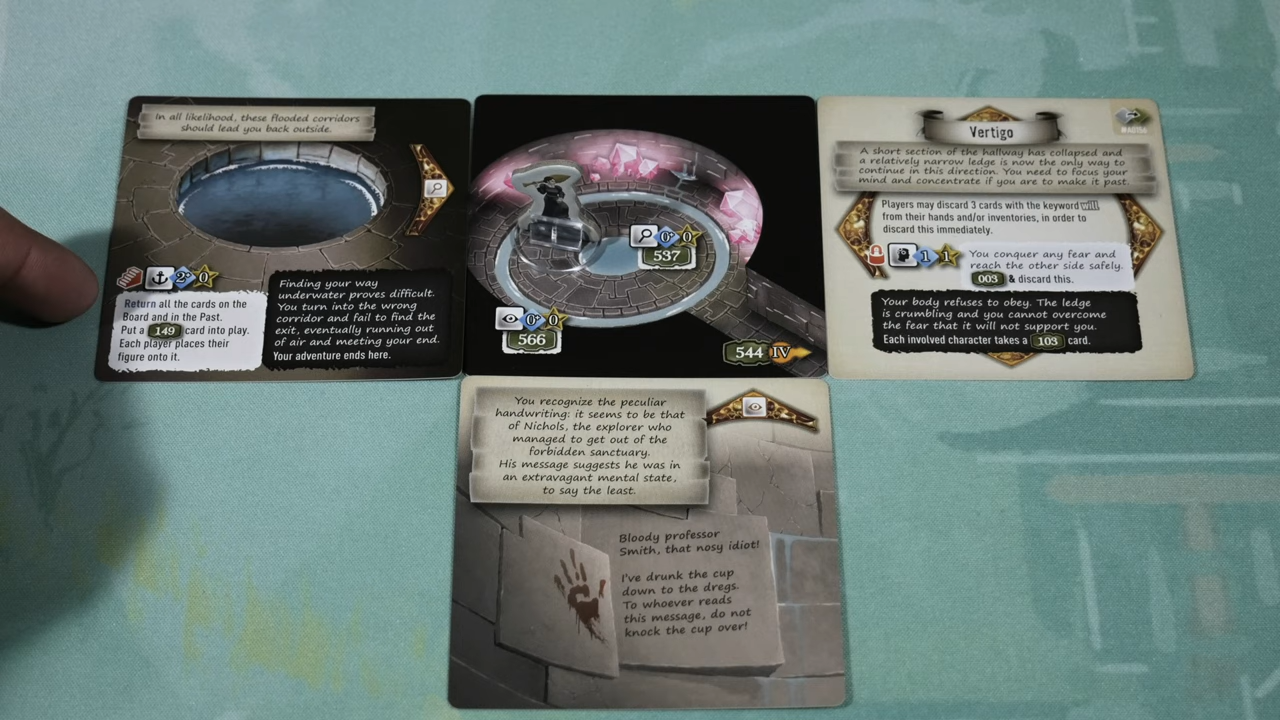 In all likelihood, these flooded corridors
should lead you back outside.
2
0
Return all the cards on the
Board and in the Past.
Put a 149 card into play.
Each player places their
figure onto it.
Finding your way
underwater proves difficult.
You turn into the wrong
corridor and fail to find the
exit, eventually running out
of air and meeting your end.
Your adventure ends here.
0 0
537
0 0
566
544 IV
Vertigo
A short section of the hallway has collapsed and
a relatively narrow ledge is now the only way to
continue in this direction. You need to focus your
mind and concentrate if you are to make it past.
Players may discard 3 cards with the keyword will
from their hands and/or inventories, in order to
discard this immediately.
1 1
You conquer any fear and
reach the other side safely.
003 & discard this.
Your body refuses to obey. The ledge
is crumbling and you cannot overcome
the fear that it will not support you.
Each involved character takes a 103 card.
You recognize the peculiar
handwriting: it seems to be that
of Nichols, the explorer who
managed to get out of the
forbidden sanctuary.
His message suggests he was in
an extravagant mental state,
to say the least.
Bloody professor
Smith, that nosy idiot!
I've drunk the cup
down to the dregs.
To whoever reads
this message, do not
knock the cup over!